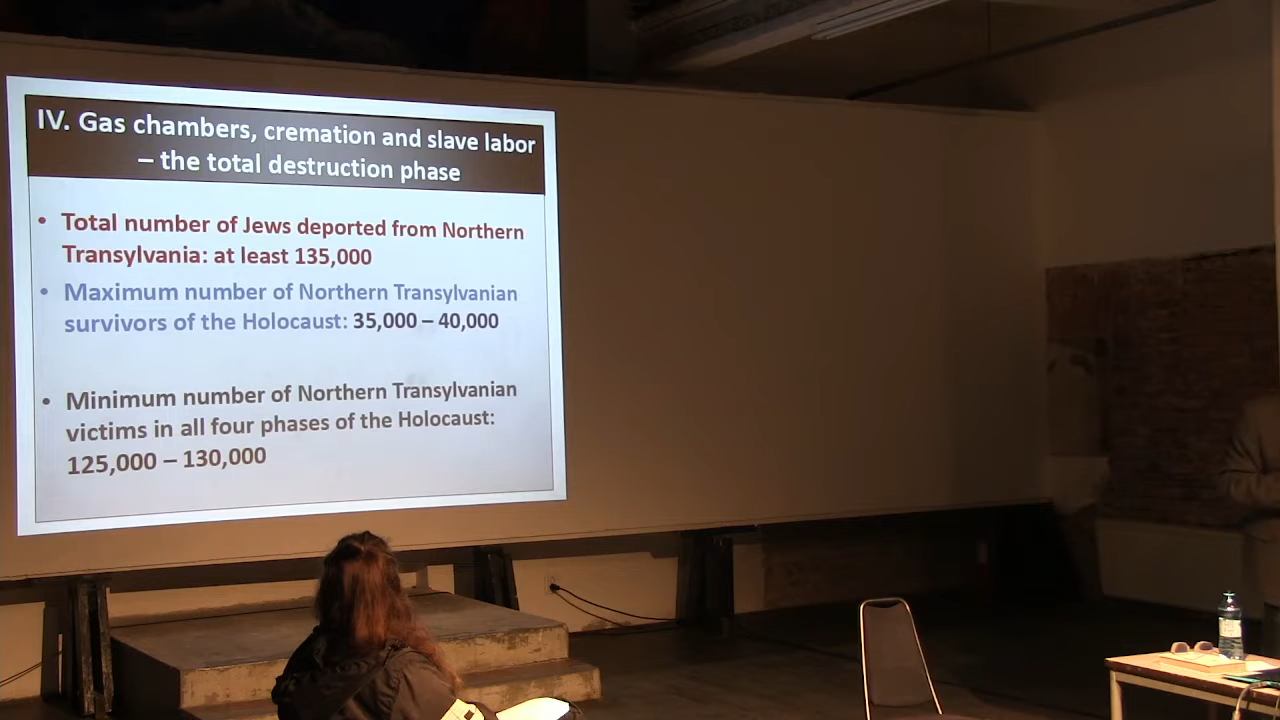 IV. Gas chambers, cremation and slave labor
– the total destruction phase
• Total number of Jews deported from Northern
Transylvania: at least 135,000
• Maximum number of Northern Transylvanian
survivors of the Holocaust: 35,000 – 40,000
• Minimum number of Northern Transylvanian
victims in all four phases of the Holocaust:
125,000 – 130,000